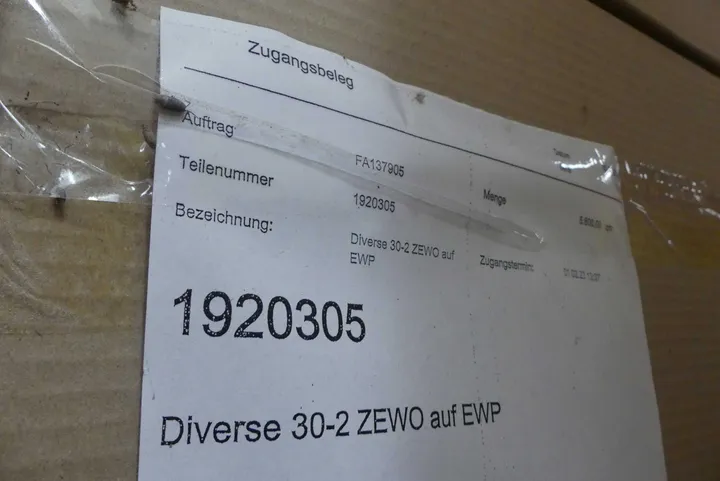 Zugangsbeleg
Auftrag FA137905
Teilenummer 1920305 Menge
Bezeichnung: Diverse 30-2 ZEWO auf EWP Zugangstermin:
1920305
Diverse 30-2 ZEWO auf EWP